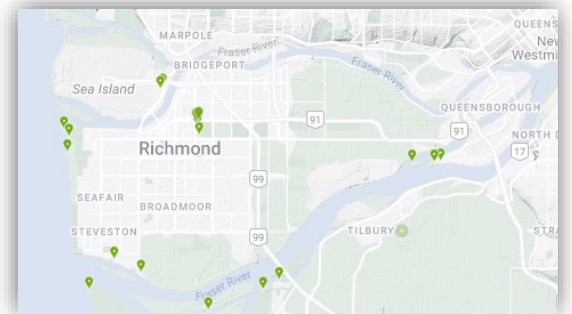 QUEENS
MARPOLE
New
Westmi
Fraser River
BRIDGEPORT
Fraser River
Sea Island
QUEENSBOROUGH
91
91
NORTH D
Richmond
17
99
SEAFAIR
BROADMOOR
STEVESTON
99
TILBURY
STRA
Fraser River